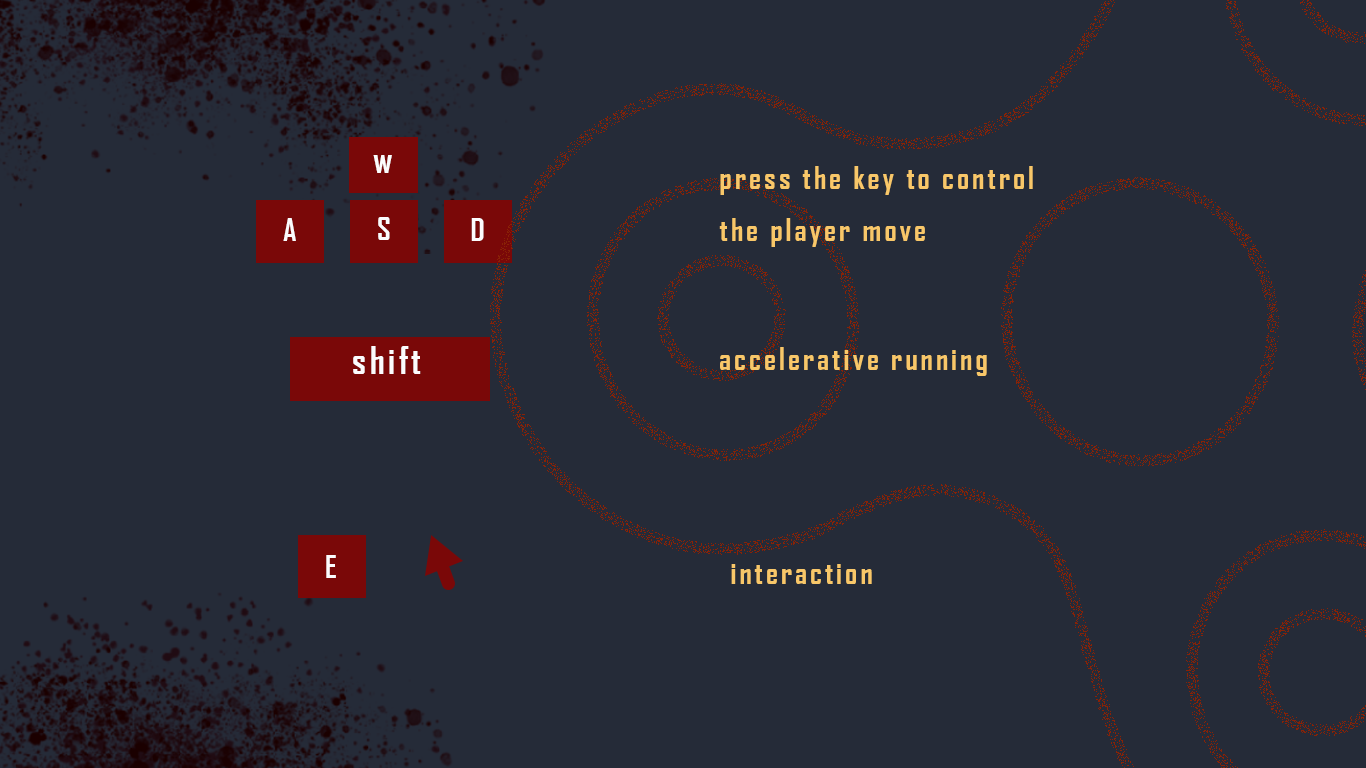 W
A S D
press the key to control
the player move
shift
accelerative running
E
interaction